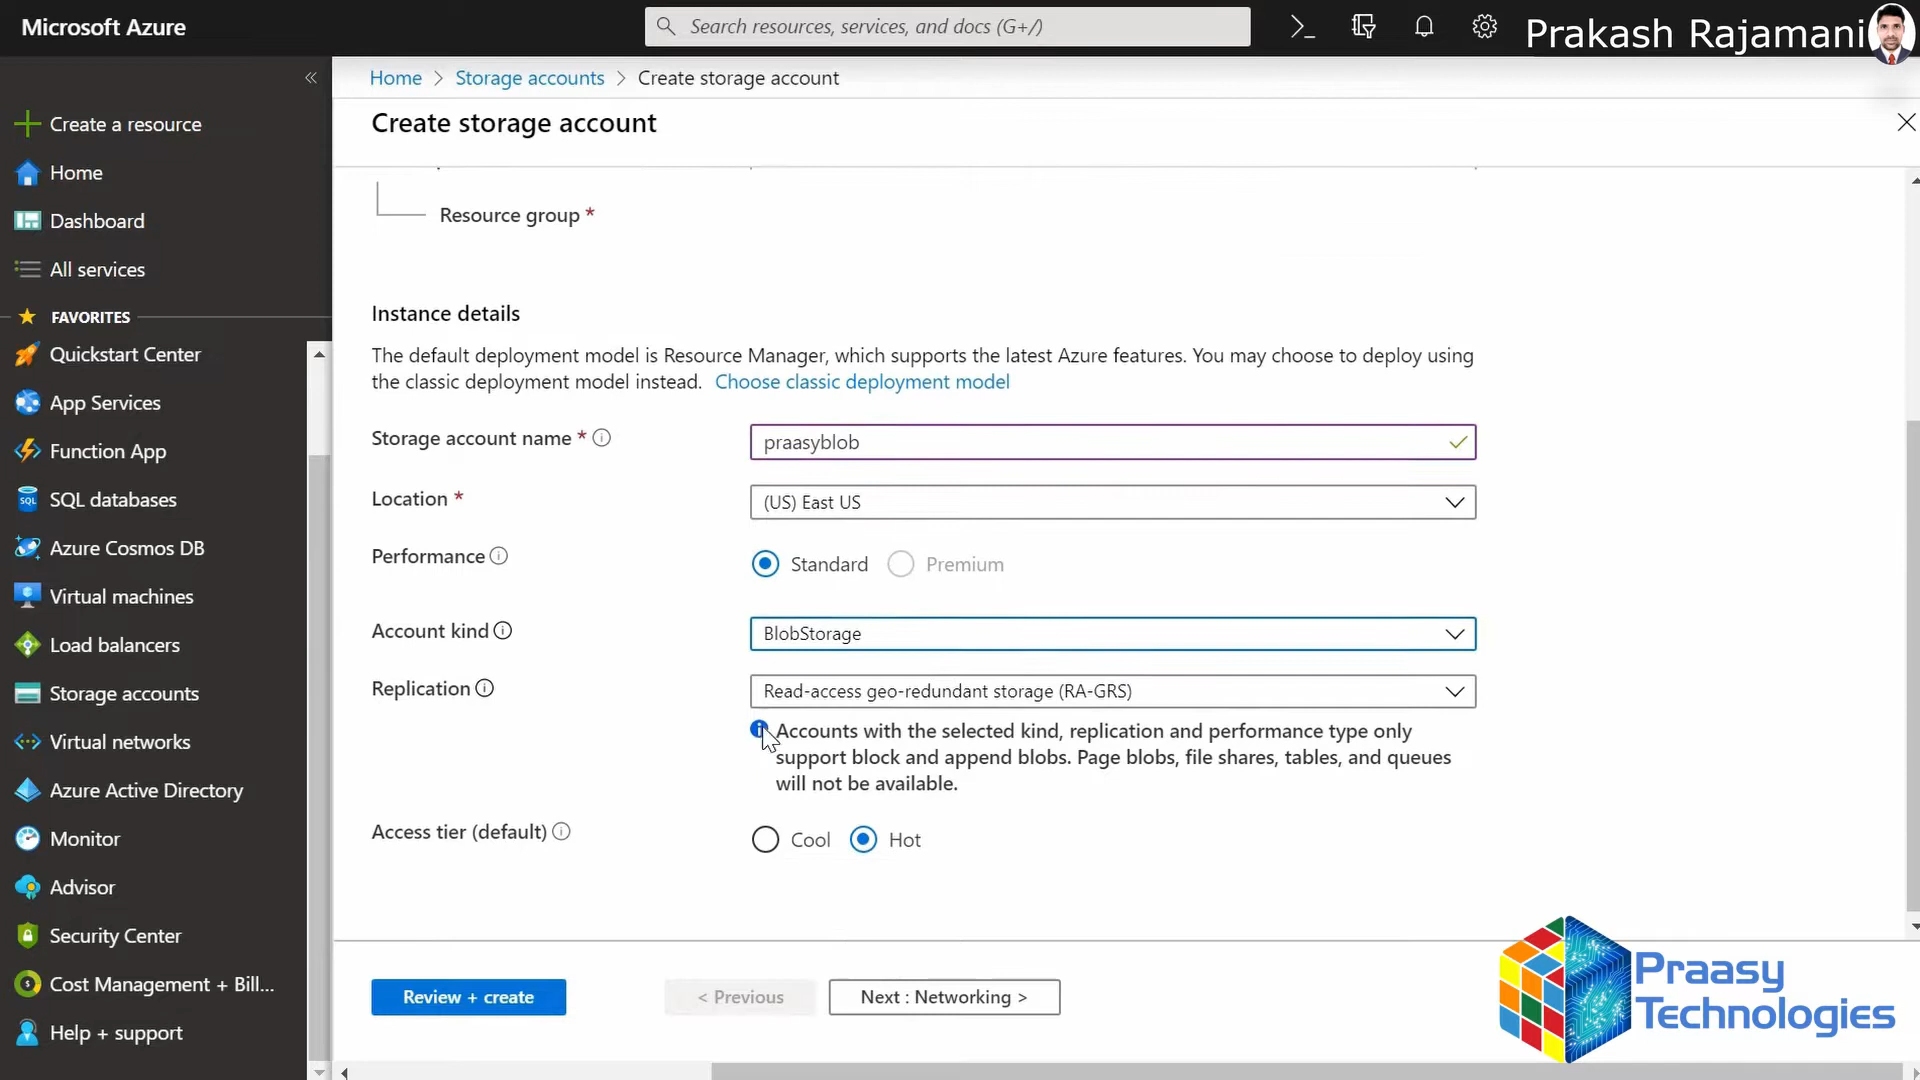 Microsoft Azure
Search resources, services, and docs (G+/)
Prakash Rajamani
Home > Storage accounts > Create storage account
Create storage account
Create a resource
Home
Dashboard
All services
FAVORITES
Quickstart Center
App Services
Function App
SQL databases
Azure Cosmos DB
Virtual machines
Load balancers
Storage accounts
Virtual networks
Azure Active Directory
Monitor
Advisor
Security Center
Cost Management + Bill...
Help + support
Resource group *
Instance details
The default deployment model is Resource Manager, which supports the latest Azure features. You may choose to deploy using
the classic deployment model instead. Choose classic deployment model
Storage account name *
praasyblob
Location *
(US) East US
Performance
Standard Premium
Account kind
BlobStorage
Replication
Read-access geo-redundant storage (RA-GRS)
Accounts with the selected kind, replication and performance type only
support block and append blobs. Page blobs, file shares, tables, and queues
will not be available.
Access tier (default)
Cool Hot
Review + create
< Previous
Next : Networking >
Praasy
Technologies